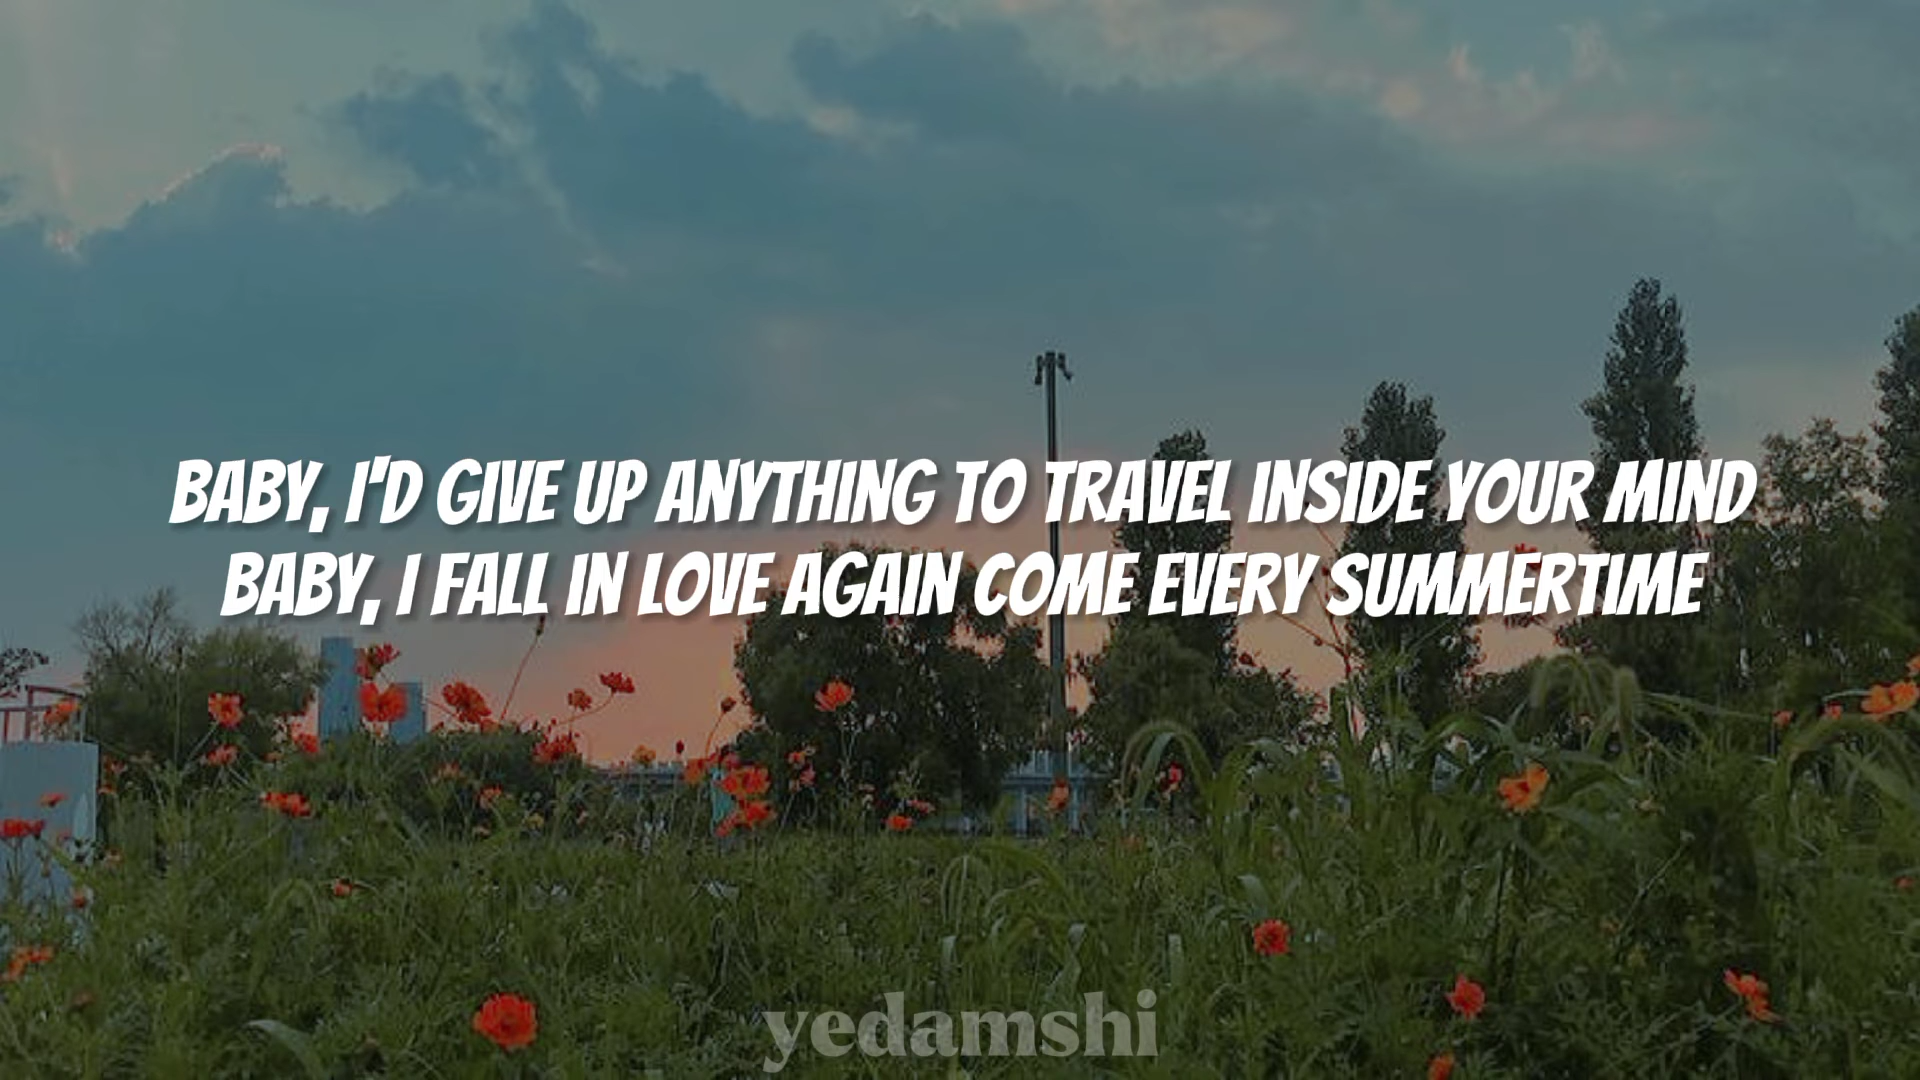 BABY, I'D GIVE UP ANYTHING TO TRAVEL INSIDE YOUR MIND
BABY, I FALL IN LOVE AGAIN COME EVERY SUMMERTIME
yedamshi